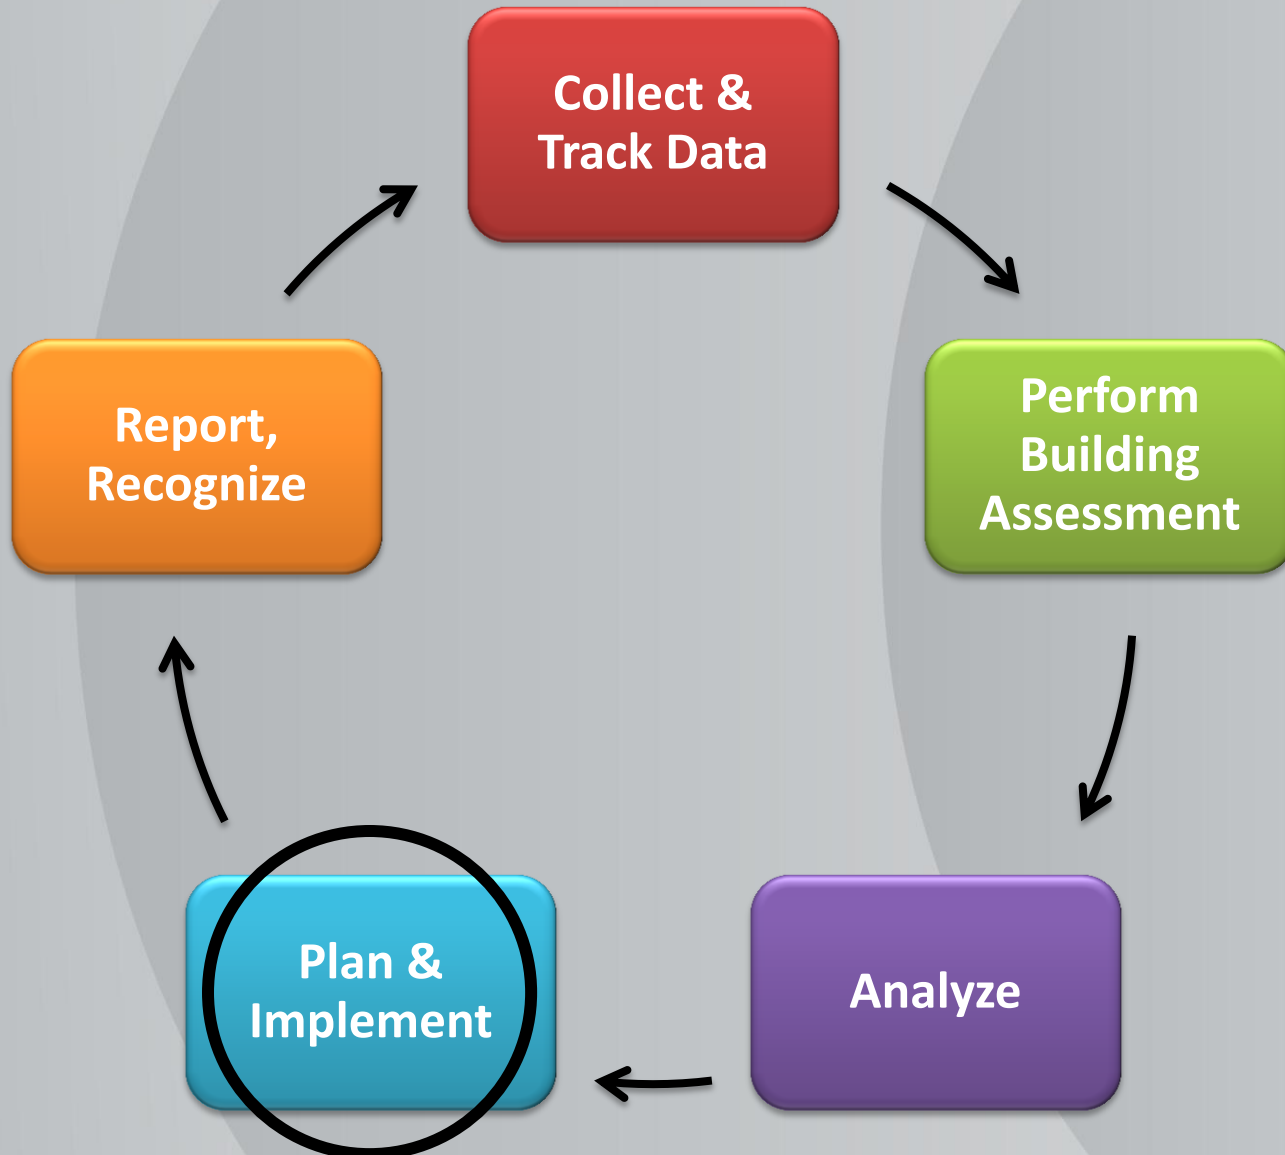 Collect &
Track Data
Perform
Building
Assessment
Analyze
Plan &
Implement
Report,
Recognize